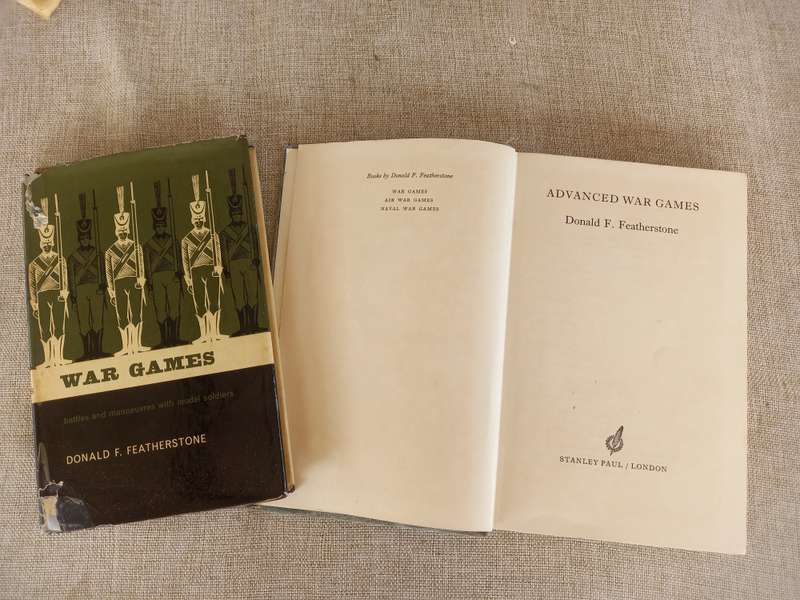 WAR GAMES
battles and manoeuvres with model soldiers
DONALD F. FEATHERSTONE
Books by Donald F. Featherstone
WAR GAMES
AIR WAR GAMES
NAVAL WAR GAMES
ADVANCED WAR GAMES
Donald F. Featherstone
STANLEY PAUL / LONDON